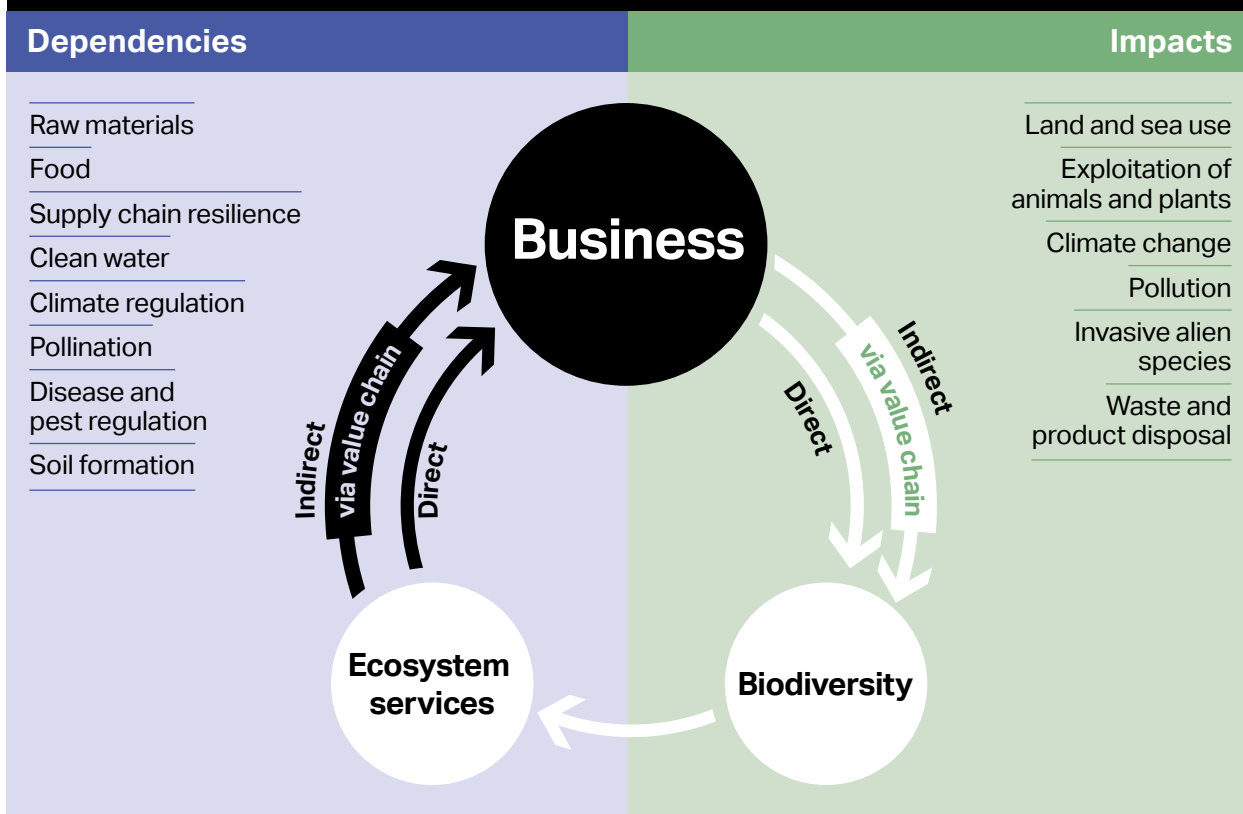 Dependencies
Impacts
Raw materials
Food
Supply chain resilience
Clean water
Climate regulation
Pollination
Disease and
pest regulation
Soil formation
Business
Indirect
via value chain
Direct
Direct
via value chain
Indirect
Land and sea use
Exploitation of
animals and plants
Climate change
Pollution
Invasive alien
species
Waste and
product disposal
Ecosystem
services
Biodiversity